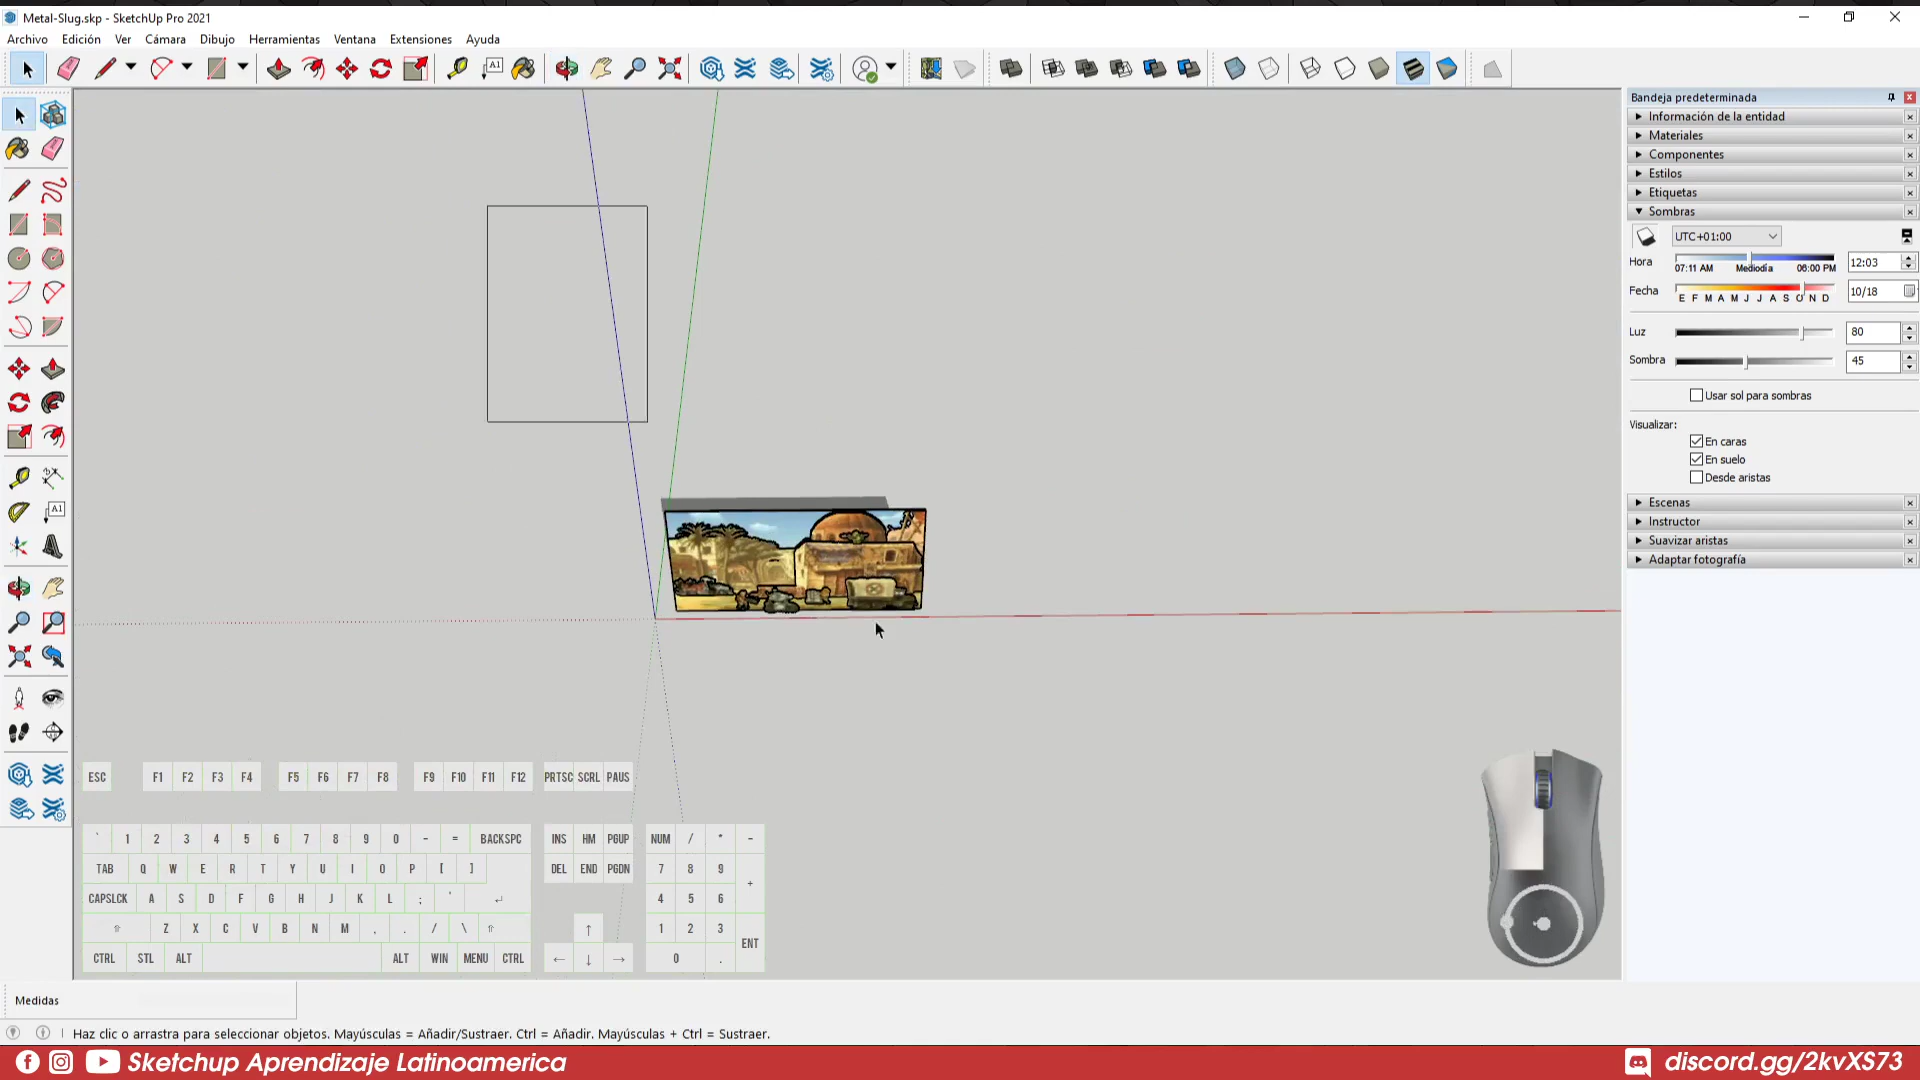 Metal-Slug.skp - SketchUp Pro 2021
Archivo Edición Ver Cámara Dibujo Herramientas Ventana Extensiones Ayuda
A1
Bandeja predeterminada
Información de la entidad
Materiales
Componentes
Estilos
Etiquetas
Sombras
UTC+01:00
Hora 07:11 AM Mediodía 06:00 PM 12:03
Fecha E F M A M J J A S O N D 10/18
Luz 80
Sombra 45
Usar sol para sombras
Visualizar:
En caras
En suelo
Desde aristas
Escenas
Instructor
Suavizar aristas
Adaptar fotografía
A1
ESC F1 F2 F3 F4 F5 F6 F7 F8 F9 F10 F11 F12 PRTSC SCRL PAUS
` 1 2 3 4 5 6 7 8 9 0 - = BACKSPC INS HM PGUP NUM / * -
TAB Q W E R T Y U I O P [ ] DEL END PGDN 7 8 9 +
CAPSLCK A S D F G H J K L ; ' ↵ 4 5 6
⇧ Z X C V B N M , . / \ ⇧ ↑ 1 2 3 ENT
CTRL STL ALT ALT WIN MENU CTRL ← ↓ → 0 .
Medidas
Haz clic o arrastra para seleccionar objetos. Mayúsculas = Añadir/Sustraer. Ctrl = Añadir. Mayúsculas + Ctrl = Sustraer.
Sketchup Aprendizaje Latinoamerica
discord.gg/2kvXS73